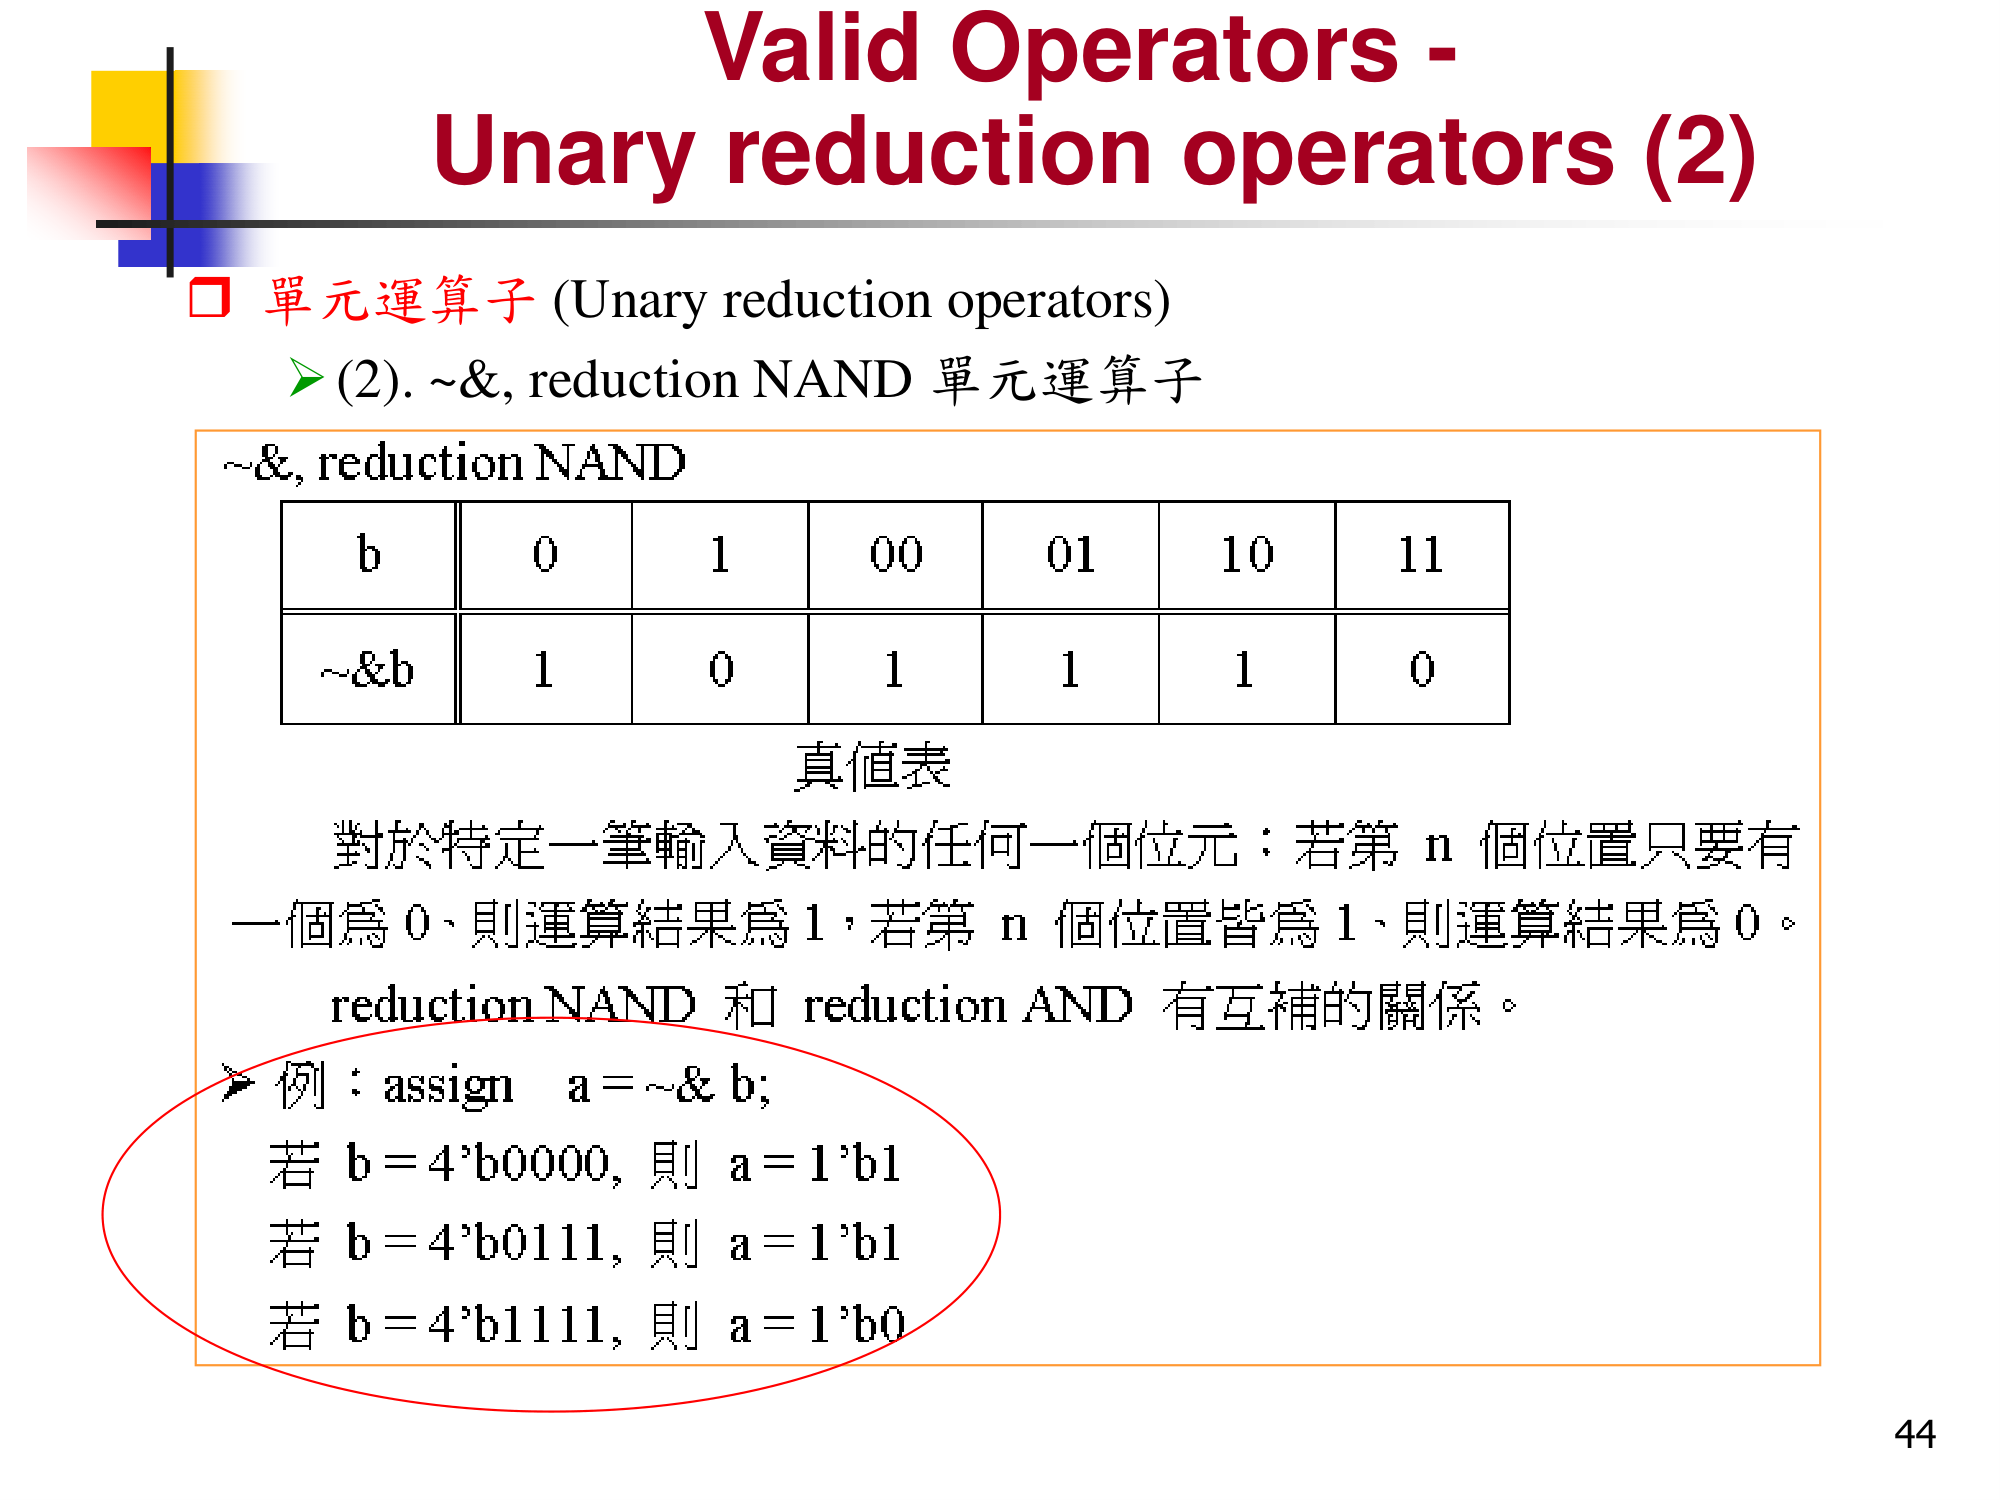 Valid Operators -
Unary reduction operators (2)
單元運算子 (Unary reduction operators)
(2). ~&, reduction NAND 單元運算子
~&, reduction NAND
b 0 1 00 01 10 11
~&b 1 0 1 1 1 0
真值表
對於特定一筆輸入資料的任何一個位元：若第 n 個位置只要有
一個為 0、則運算結果為 1，若第 n 個位置皆為 1、則運算結果為 0。
reduction NAND 和 reduction AND 有互補的關係。
例：assign a = ~& b;
若 b = 4’b0000, 則 a = 1’b1
若 b = 4’b0111, 則 a = 1’b1
若 b = 4’b1111, 則 a = 1’b0
44